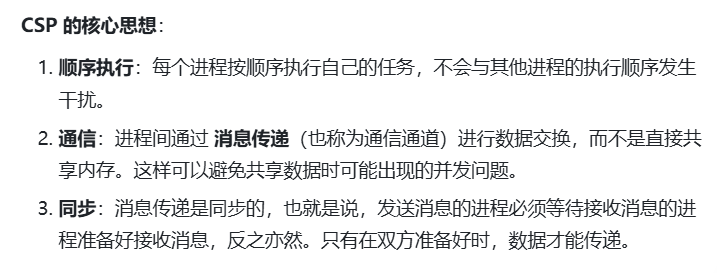 CSP 的核心思想：
1. 顺序执行：每个进程按顺序执行自己的任务，不会与其他进程的执行顺序发生
干扰。
2. 通信：进程间通过 消息传递（也称为通信通道）进行数据交换，而不是直接共
享内存。这样可以避免共享数据时可能出现的并发问题。
3. 同步：消息传递是同步的，也就是说，发送消息的进程必须等待接收消息的进
程准备好接收消息，反之亦然。只有在双方准备好时，数据才能传递。